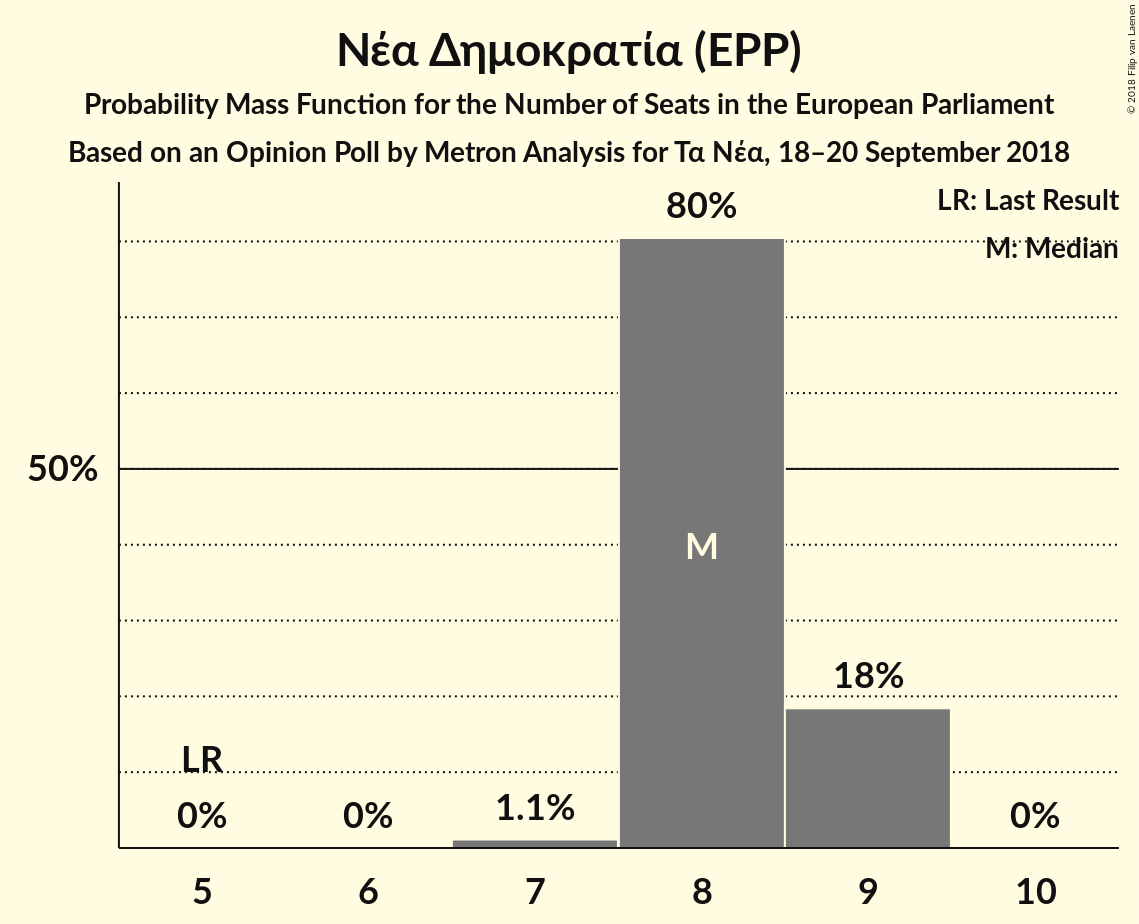 Νέα Δημοκρατία (EPP)
Probability Mass Function for the Number of Seats in the European Parliament
Based on an Opinion Poll by Metron Analysis for Τα Νέα, 18–20 September 2018
© 2018 Filip van Laenen
LR: Last Result
M: Median
80%
50%
M
18%
LR
1.1%
0%
0%
0%
5 6 7 8 9 10